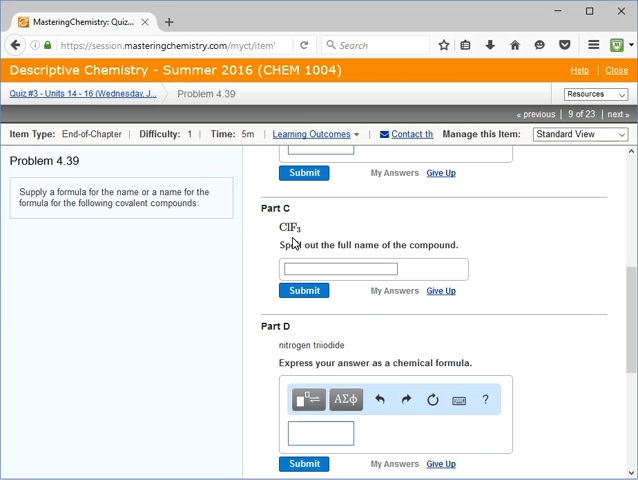 MasteringChemistry: Quiz...
https://session.masteringchemistry.com/myct/item'
Search
Descriptive Chemistry - Summer 2016 (CHEM 1004)
Help | Close
Quiz #3 - Units 14 - 16 (Wednesday, J...
Problem 4.39
Resources
« previous | 9 of 23 | next »
Item Type: End-of-Chapter | Difficulty: 1 | Time: 5m | Learning Outcomes Contact th Manage this item: Standard View
Problem 4.39
Supply a formula for the name or a name for the
formula for the following covalent compounds:
Submit My Answers Give Up
Part C
ClF₃
Spell out the full name of the compound.
Submit My Answers Give Up
Part D
nitrogen triiodide
Express your answer as a chemical formula.
ΑΣφ ?
Submit My Answers Give Up